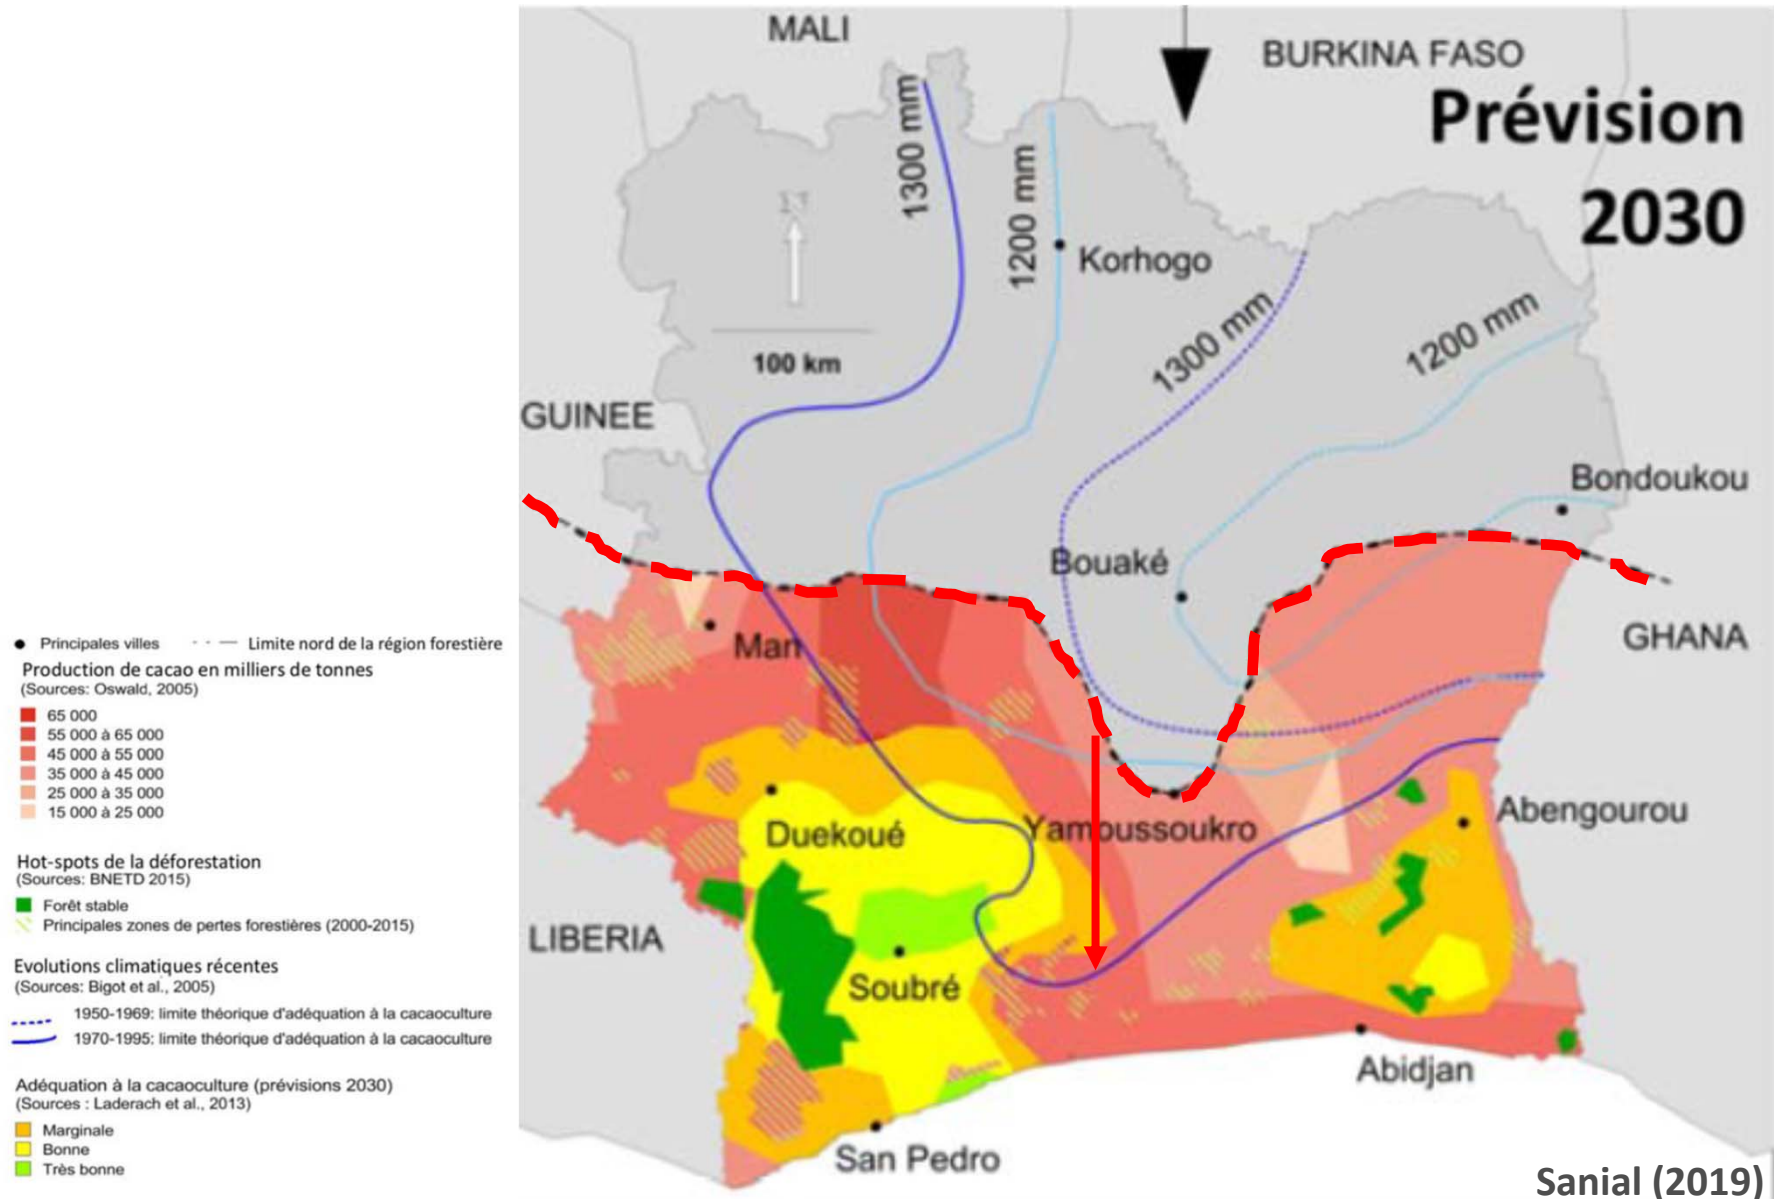 MALI
BURKINA FASO
Prévision
2030
1300 mm
1200 mm
Korhogo
1300 mm
1200 mm
100 km
GUINEE
Bondoukou
Bouaké
GHANA
Man
Yamoussoukro
Abengourou
Duekoué
LIBERIA
Soubré
Abidjan
San Pedro
Sanial (2019)
Principales villes
Limite nord de la région forestière
Production de cacao en milliers de tonnes
(Sources: Oswald, 2005)
65 000
55 000 à 65 000
45 000 à 55 000
35 000 à 45 000
25 000 à 35 000
15 000 à 25 000
Hot-spots de la déforestation
(Sources: BNETD 2015)
Forêt stable
Principales zones de pertes forestières (2000-2015)
Evolutions climatiques récentes
(Sources: Bigot et al., 2005)
1950-1969: limite théorique d'adéquation à la cacaoculture
1970-1995: limite théorique d'adéquation à la cacaoculture
Adéquation à la cacaoculture (prévisions 2030)
(Sources : Laderach et al., 2013)
Marginale
Bonne
Très bonne